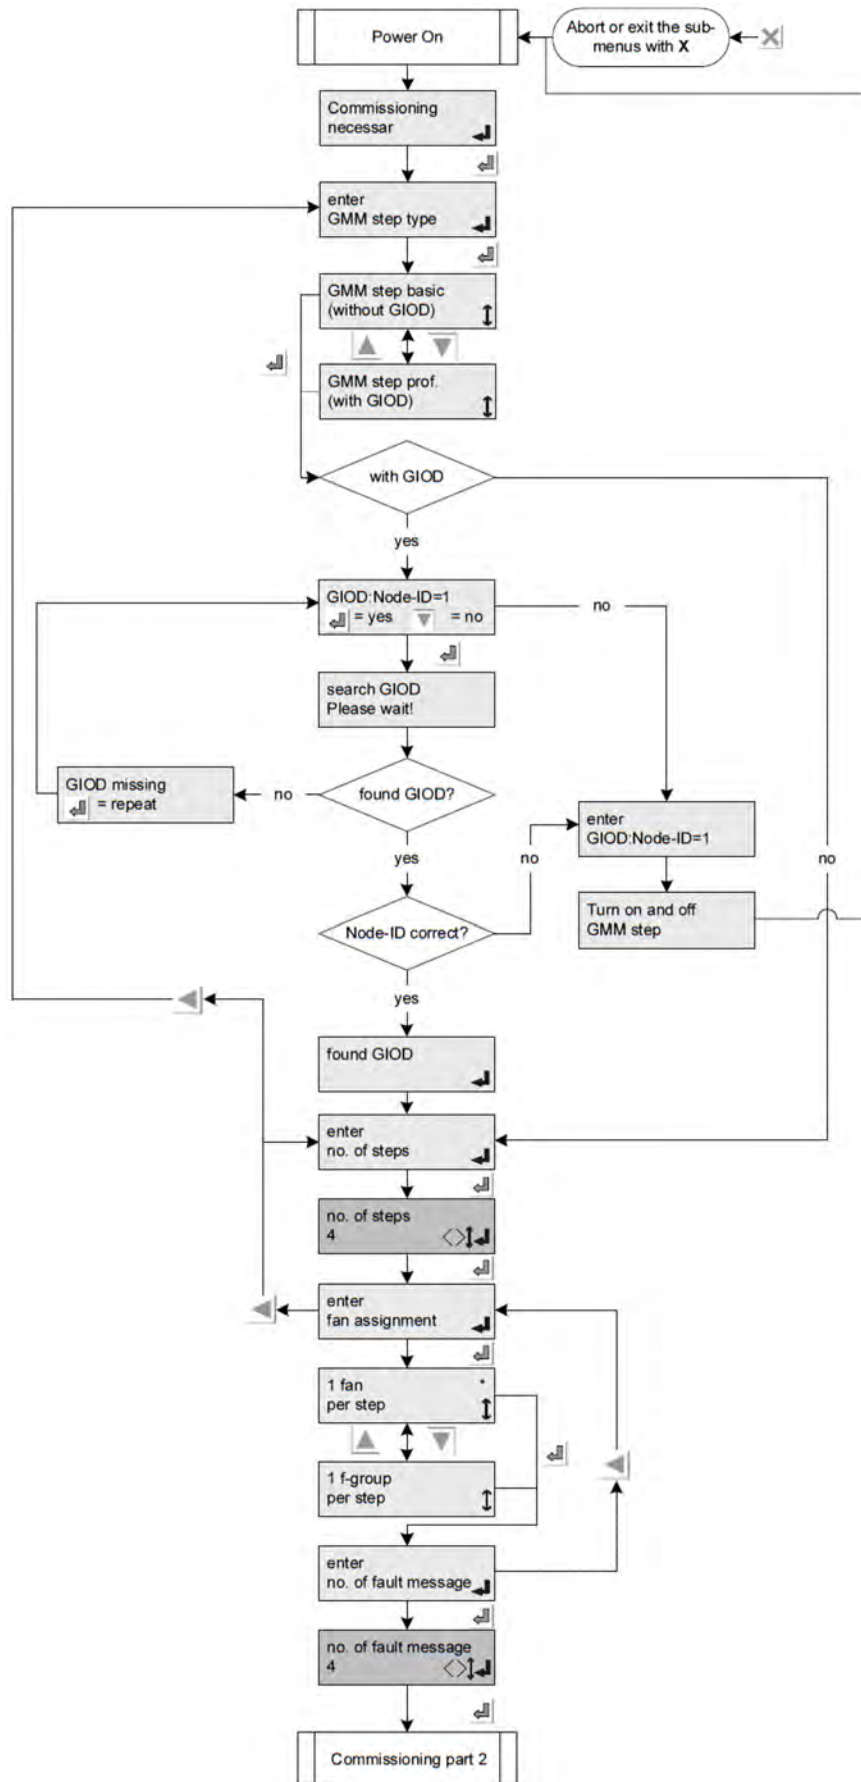 Power On
Abort or exit the sub-
menus with X
Commissioning
necessar
enter
GMM step type
GMM step basic
(without GIOD)
GMM step prof.
(with GIOD)
with GIOD
yes
GIOD:Node-ID=1
= yes = no
no
search GIOD
Please wait!
GIOD missing
= repeat
no
found GIOD?
enter
GIOD:Node-ID=1
yes
no
no
Turn on and off
GMM step
Node-ID correct?
yes
found GIOD
enter
no. of steps
no. of steps
4
enter
fan assignment
1 fan *
per step
1 f-group
per step
enter
no. of fault message
no. of fault message
4
Commissioning part 2